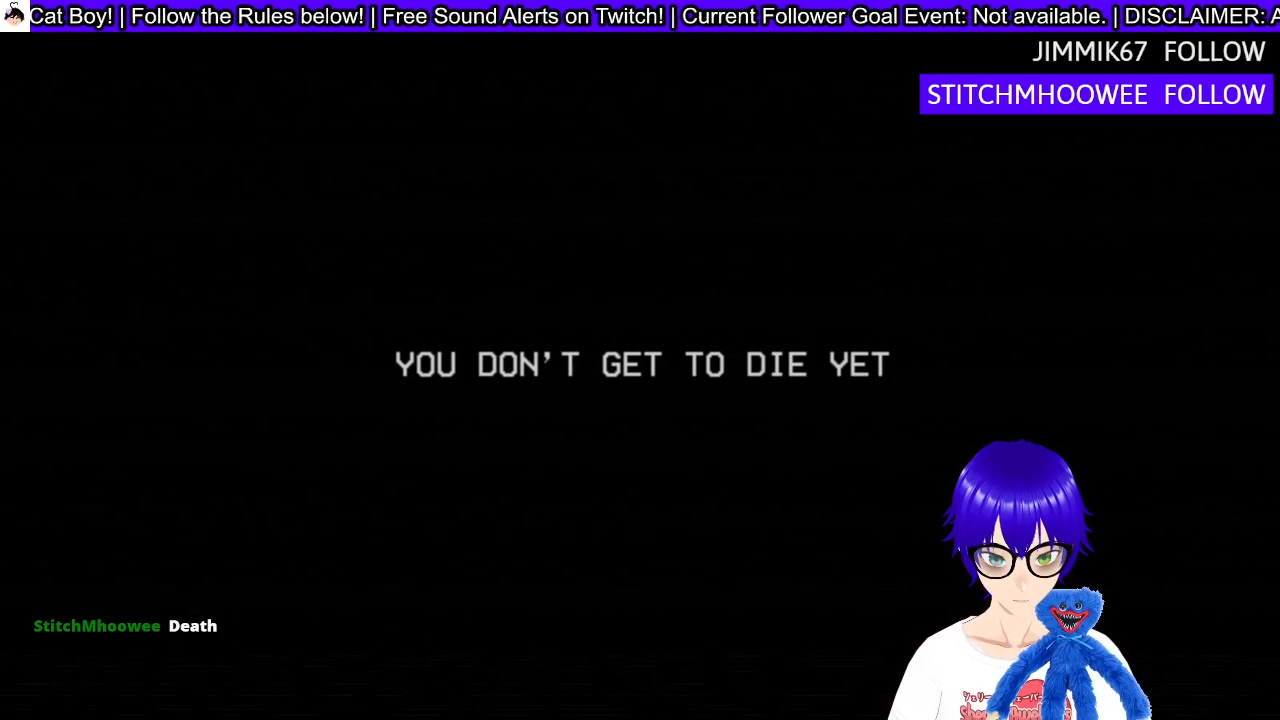 Cat Boy! | Follow the Rules below! | Free Sound Alerts on Twitch! | Current Follower Goal Event: Not available. | DISCLAIMER: A
JIMMIK67 FOLLOW
STITCHMHOOWEE FOLLOW
YOU DON'T GET TO DIE YET
StitchMhoowee Death